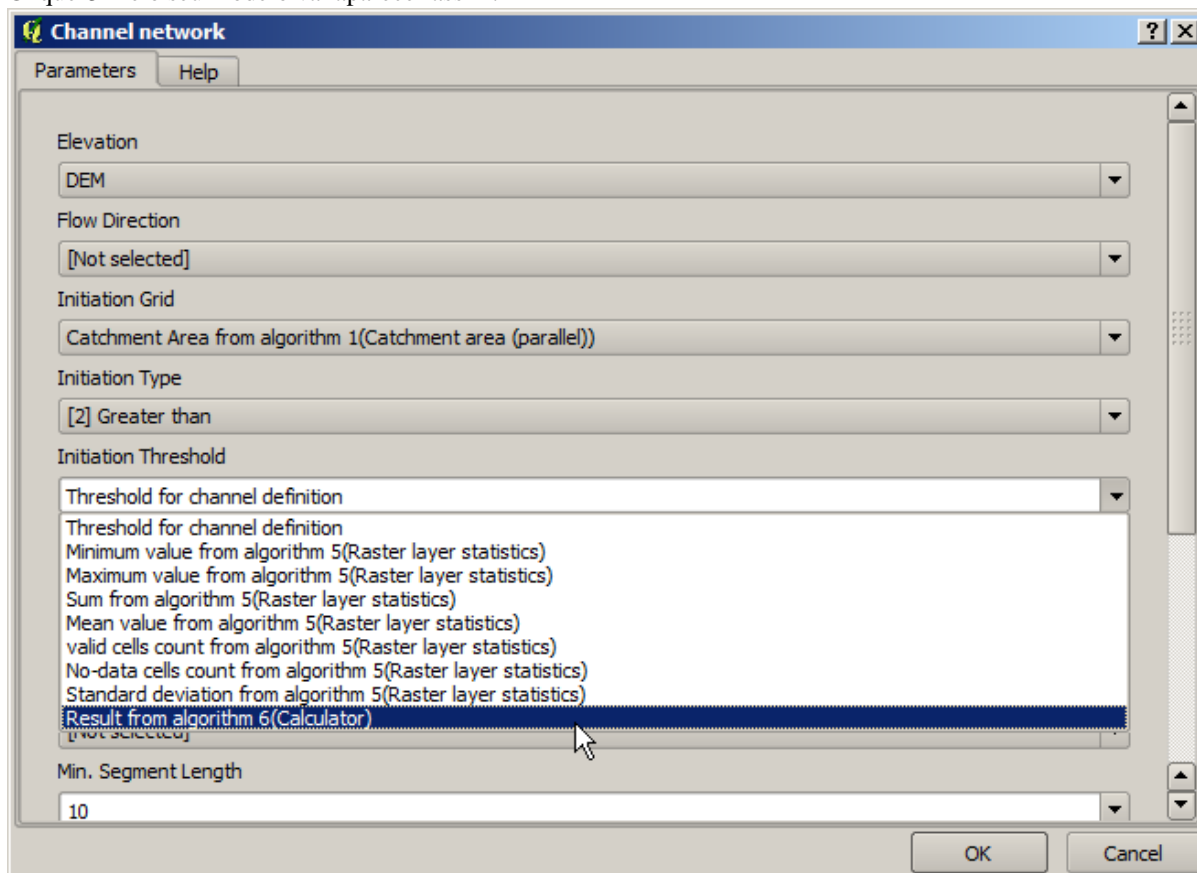 Channel network
Parameters Help
Elevation
DEM
Flow Direction
[Not selected]
Initiation Grid
Catchment Area from algorithm 1(Catchment area (parallel))
Initiation Type
[2] Greater than
Initiation Threshold
Threshold for channel definition
Threshold for channel definition
Minimum value from algorithm 5(Raster layer statistics)
Maximum value from algorithm 5(Raster layer statistics)
Sum from algorithm 5(Raster layer statistics)
Mean value from algorithm 5(Raster layer statistics)
valid cells count from algorithm 5(Raster layer statistics)
No-data cells count from algorithm 5(Raster layer statistics)
Standard deviation from algorithm 5(Raster layer statistics)
Result from algorithm 6(Calculator)
[Not selected]
Min. Segment Length
10
OK Cancel